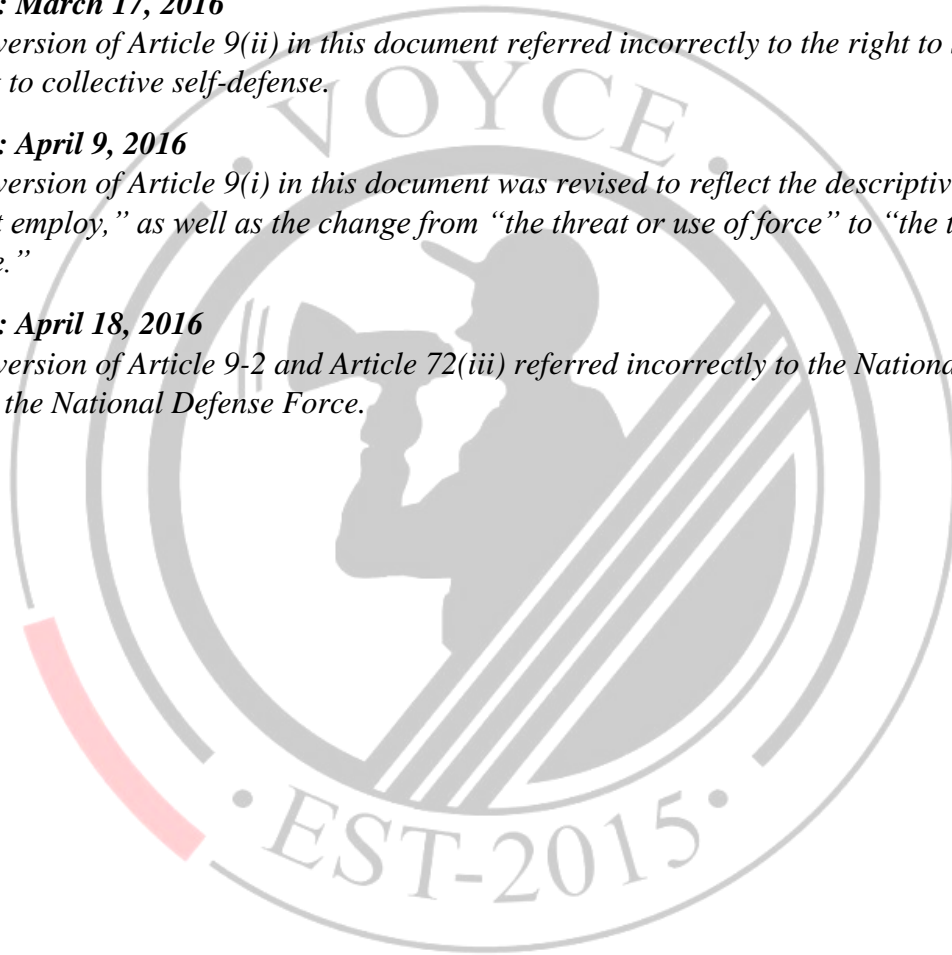 : March 17, 2016
version of Article 9(ii) in this document referred incorrectly to the right to
to collective self-defense.
: April 9, 2016
version of Article 9(i) in this document was revised to reflect the
employ,” as well as the change from “the threat or use of force” to “the
.”
: April 18, 2016
version of Article 9-2 and Article 72(iii) referred incorrectly to the
the National Defense Force.
VOYCE
EST-2015